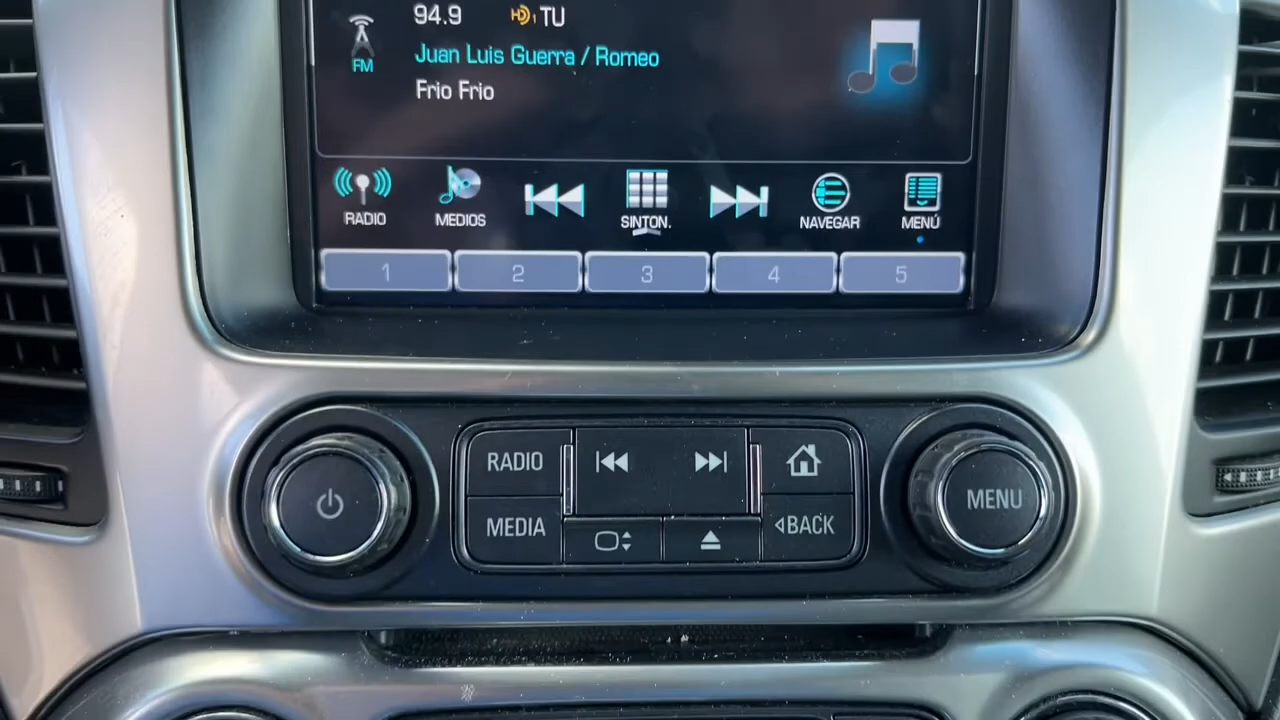 94.9 HD1 TU
FM
Juan Luis Guerra / Romeo
Frio Frio
RADIO MEDIOS SINTON. NAVEGAR MENÚ
1 2 3 4 5
RADIO
MEDIA
BACK
MENU